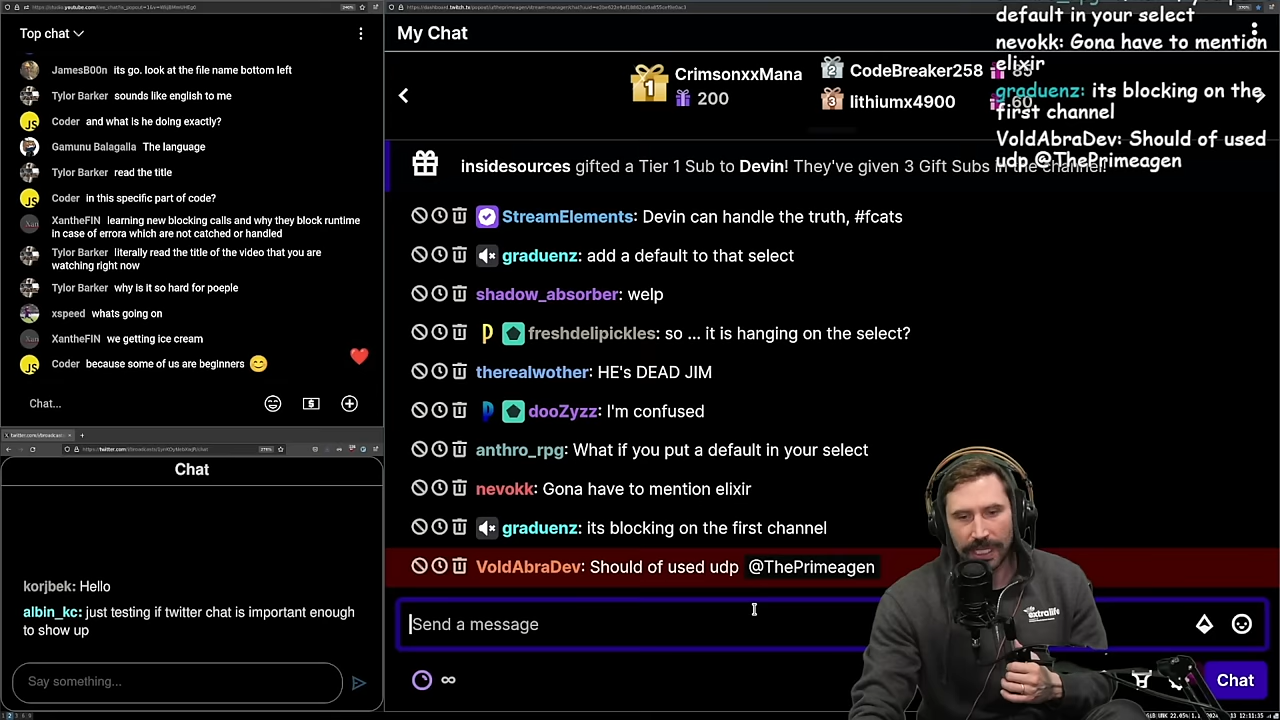 Top chat
JamesB00n its go. look at the file name bottom left
Tylor Barker sounds like english to me
Coder and what is he doing exactly?
Gamunu Balagalla The language
Tylor Barker read the title
Coder in this specific part of code?
XantheFIN learning new blocking calls and why they block runtime
in case of errora which are not catched or handled
Tylor Barker literally read the title of the video that you are
watching right now
Tylor Barker why is it so hard for poeple
xspeed whats going on
XantheFIN we getting ice cream
Coder because some of us are beginners 😊
Chat...
Chat
korjbek: Hello
albin_kc: just testing if twitter chat is important enough
to show up
Say something...
My Chat
1 CrimsonxxMana
200
2 CodeBreaker258 85
3 lithiumx4900 60
insidesources gifted a Tier 1 Sub to Devin! They've given 3 Gift Subs in the channel!
StreamElements: Devin can handle the truth, #fcats
graduenz: add a default to that select
shadow_absorber: welp
freshdelipickles: so ... it is hanging on the select?
therealwother: HE's DEAD JIM
dooZyzz: I'm confused
anthro_rpg: What if you put a default in your select
nevokk: Gona have to mention elixir
graduenz: its blocking on the first channel
VoldAbraDev: Should of used udp @ThePrimeagen
Send a message
Chat
default in your select
nevokk: Gona have to mention
elixir
graduenz: its blocking on the
first channel
VoldAbraDev: Should of used
udp @ThePrimeagen
extralife